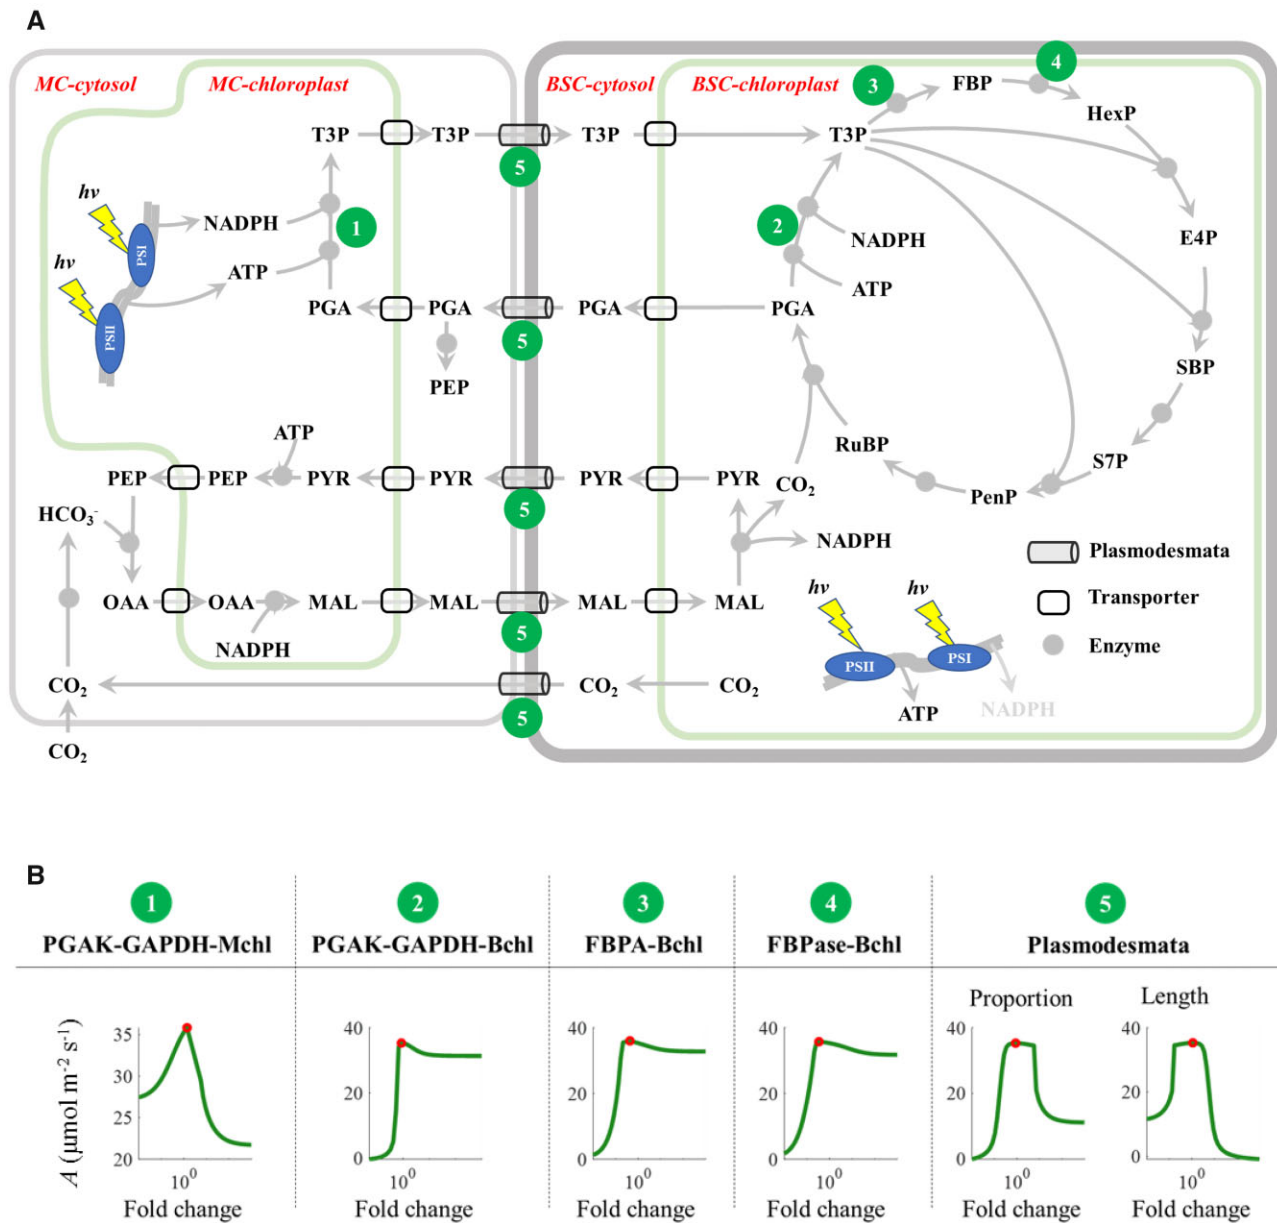 A
MC-cytosol MC-chloroplast BSC-cytosol BSC-chloroplast
3 FBP 4
HexP
T3P T3P T3P T3P
5
hv
NADPH 1 2 NADPH
PSI
E4P
hv
ATP ATP
PSII
PGA PGA PGA PGA
5
PEP
SBP
ATP RuBP
S7P
PEP PEP PYR PYR PYR PYR CO2
PenP
5
HCO3-
NADPH
Plasmodesmata
OAA OAA MAL MAL MAL MAL
hv hv
Transporter
5
NADPH
Enzyme
PSII PSI
CO2 CO2 CO2
ATP NADPH
5
CO2
B
1 2 3 4 5
PGAK-GAPDH-Mchl PGAK-GAPDH-Bchl FBPA-Bchl FBPase-Bchl Plasmodesmata
Proportion Length
A (μmol m-2 s-1)
35 30 25 20
40 20 0
40 20 0
40 20 0
40 20 0
40 20 0
10^0 10^0 10^0 10^0 10^0 10^0
Fold change Fold change Fold change Fold change Fold change Fold change